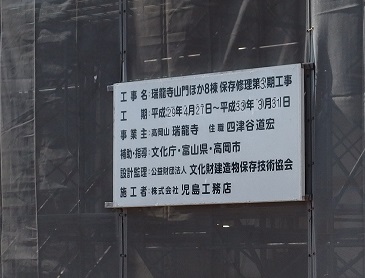 工事名:瑞龍寺山門ほか8棟 保存修理第3期工事
工 期:平成29年4月27日～平成33年3月31日
事業主:高岡山 瑞龍寺 住職 四津谷道宏
補助・指導:文化庁・富山県・高岡市
設計監理:公益財団法人 文化財建造物保存技術協会
施工者:株式会社 児島工務店